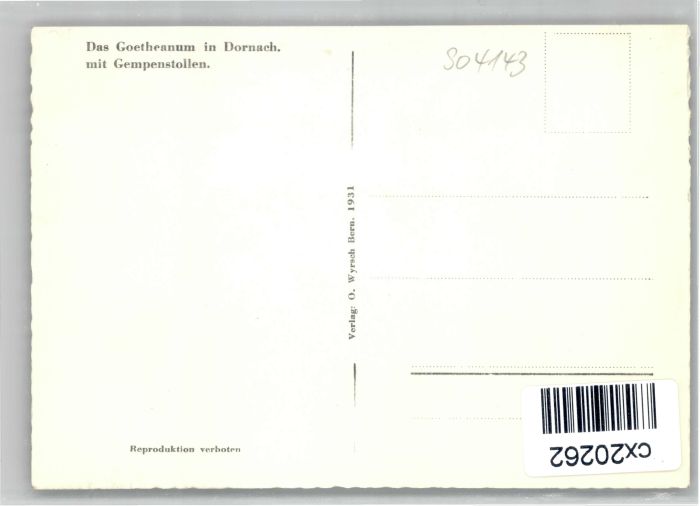 Das Goetheanum in Dornach.
mit Gempenstollen.
S04143
Verlag: O. Wyrsch Bern. 1931
Reproduktion verboten
cx20262